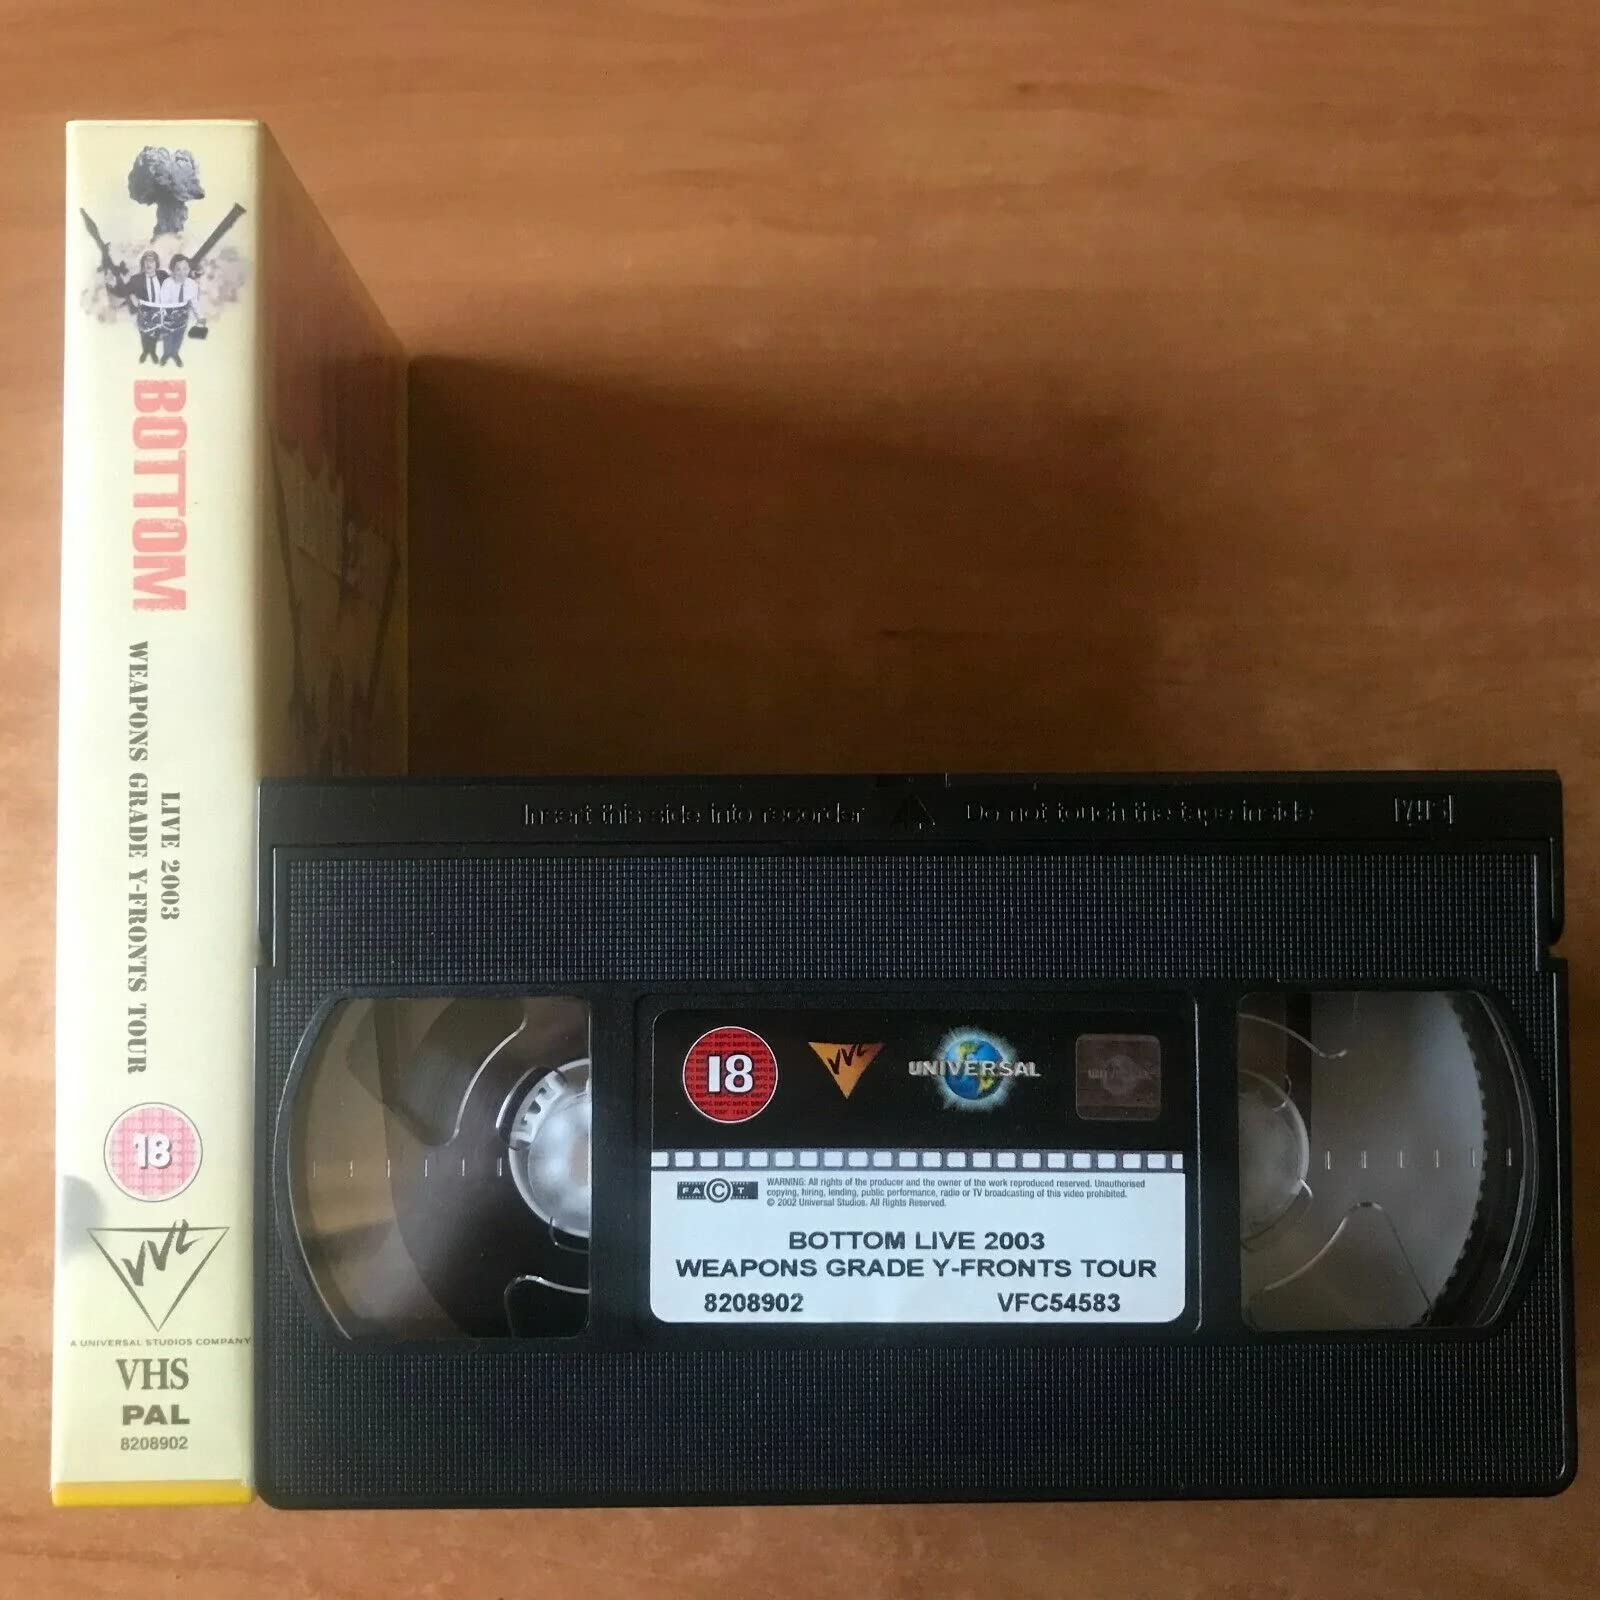 BOTTOM
LIVE 2003
WEAPONS GRADE Y-FRONTS TOUR
18
VVL
A UNIVERSAL STUDIOS COMPANY
VHS
PAL
8208902
Insert this side into recorder
Do not touch the tape inside
VHS
18
VVL
UNIVERSAL
UNIVERSAL
FACT
WARNING: All rights of the producer and the owner of the work reproduced reserved. Unauthorised
copying, hiring, lending, public performance, radio or TV broadcasting of this video prohibited.
© 2002 Universal Studios. All Rights Reserved.
BOTTOM LIVE 2003
WEAPONS GRADE Y-FRONTS TOUR
8208902 VFC54583